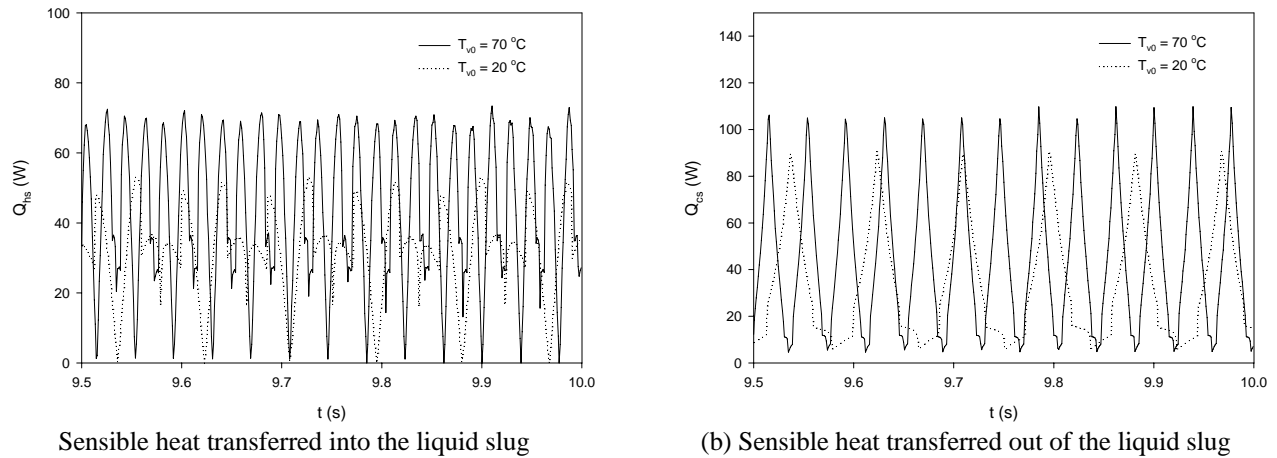 100
80
60
40
20
0
Q_hs (W)
T_v0 = 70 °C
T_v0 = 20 °C
9.5 9.6 9.7 9.8 9.9 10.0
t (s)
Sensible heat transferred into the liquid slug
140
120
100
80
60
40
20
0
Q_cs (W)
T_v0 = 70 °C
T_v0 = 20 °C
9.5 9.6 9.7 9.8 9.9 10.0
t (s)
(b) Sensible heat transferred out of the liquid slug